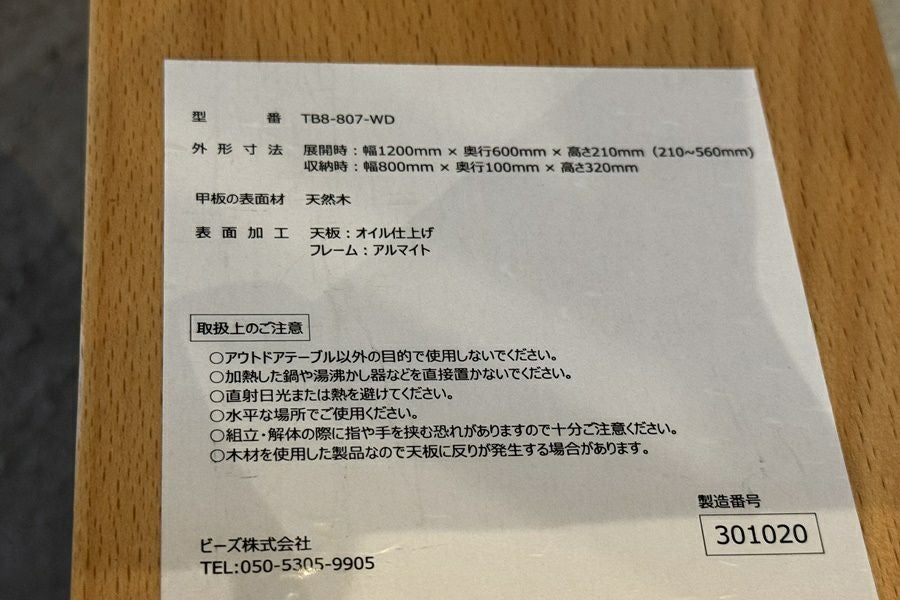 型番 TB8-807-WD
外形寸法 展開時：幅1200mm × 奥行600mm × 高さ210mm（210~560mm）
収納時：幅800mm × 奥行100mm × 高さ320mm
甲板の表面材 天然木
表面加工 天板：オイル仕上げ
フレーム：アルマイト
取扱上のご注意
○アウトドアテーブル以外の目的で使用しないでください。
○加熱した鍋や湯沸かし器などを直接置かないでください。
○直射日光または熱を避けてください。
○水平な場所でご使用ください。
○組立・解体の際に指や手を挟む恐れがありますので十分ご注意ください。
○木材を使用した製品なので天板に反りが発生する場合があります。
製造番号
301020
ビーズ株式会社
TEL:050-5305-9905